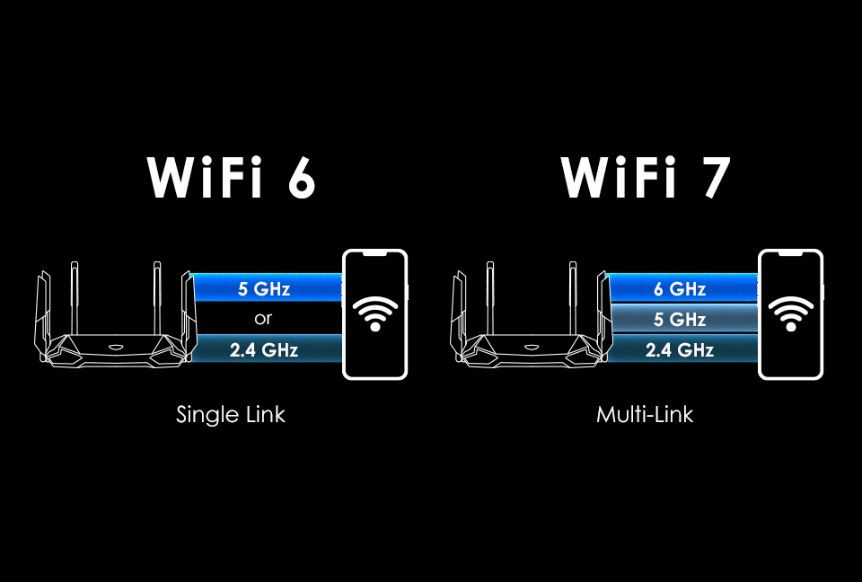 WiFi 6
5 GHz
or
2.4 GHz
Single Link
WiFi 7
6 GHz
5 GHz
2.4 GHz
Multi-Link